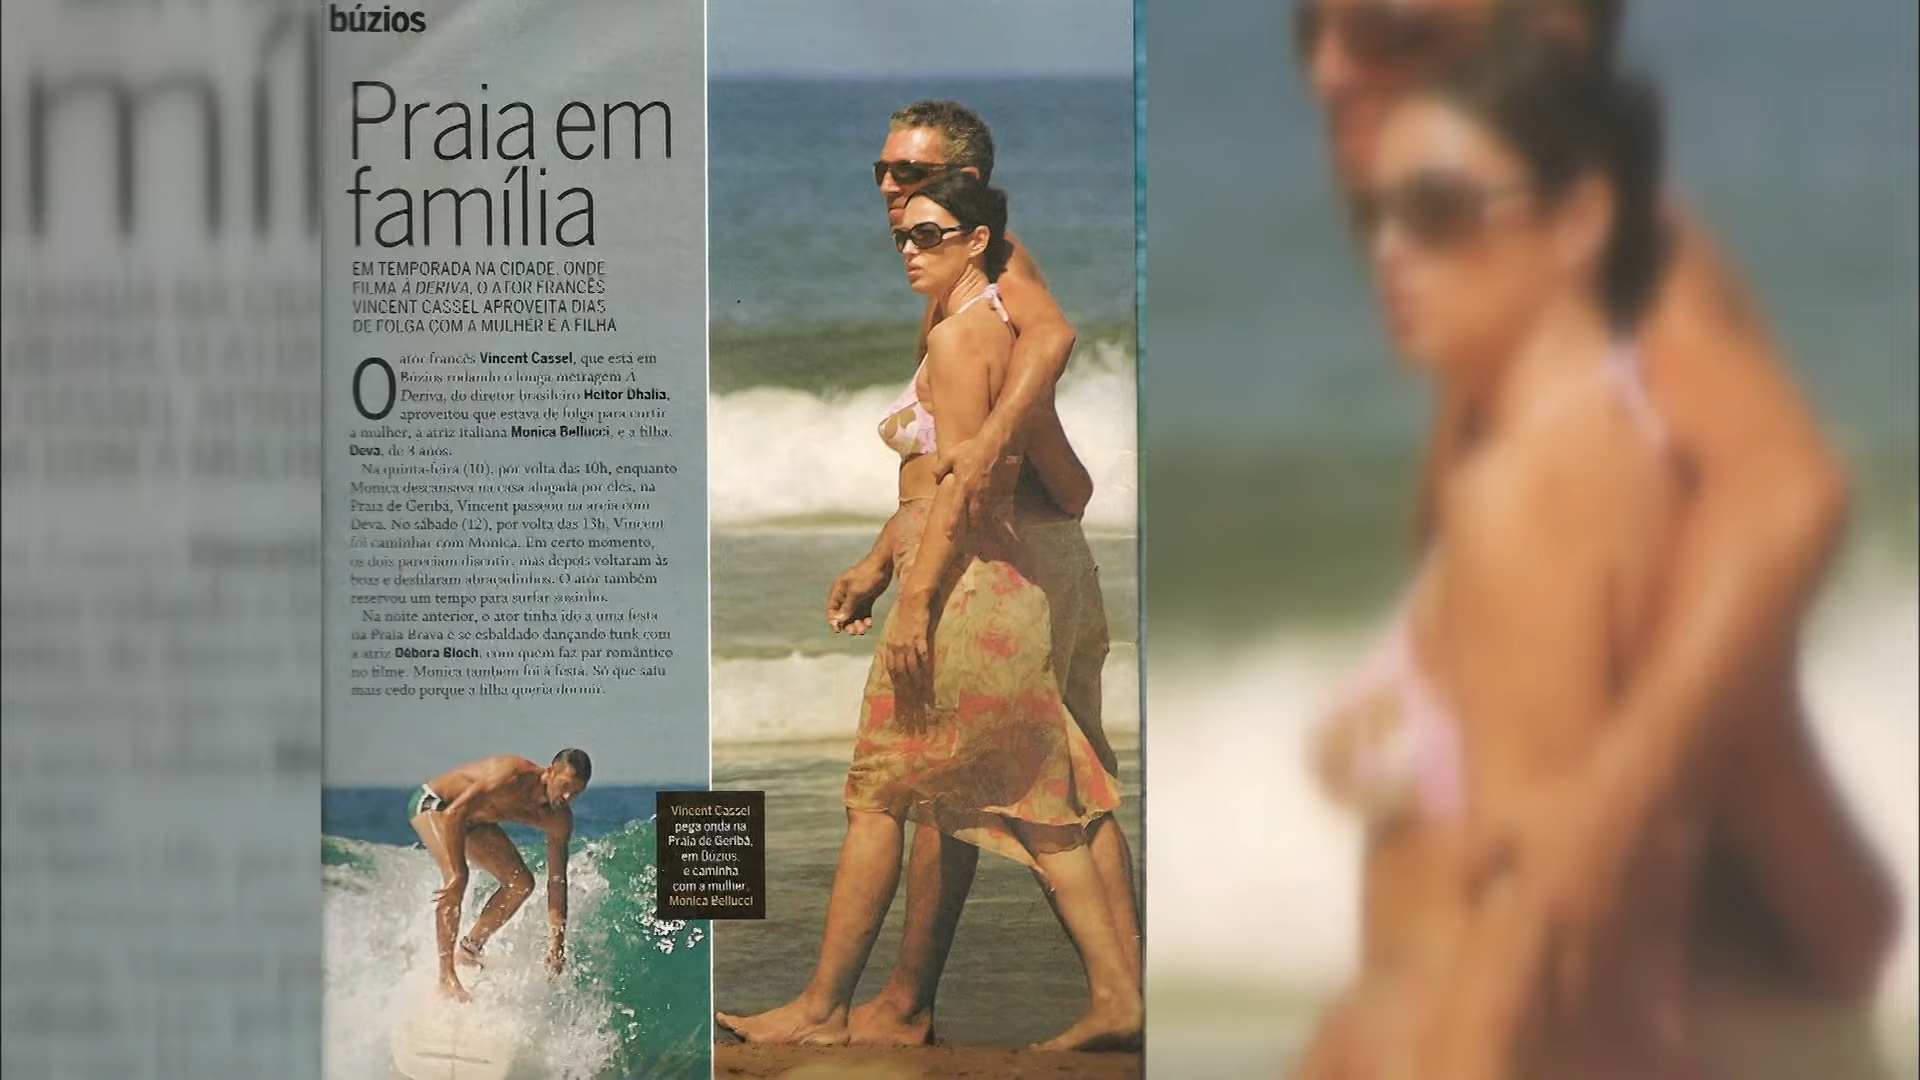 búzios
Praia em
família
EM TEMPORADA NA CIDADE, ONDE
FILMA À DERIVA, O ATOR FRANCÊS
VINCENT CASSEL APROVEITA DIAS
DE FOLGA COM A MULHER E A FILHA
O ator francês Vincent Cassel, que está em
Búzios rodando o longa-metragem À
Deriva, do diretor brasileiro Heitor Dhalia,
aproveitou que estava de folga para curtir
a mulher, a atriz italiana Monica Bellucci, e a filha,
Deva, de 3 anos.
Na quinta-feira (10), por volta das 10h, enquanto
Monica descansava na casa alugada por eles, na
Praia de Geribá, Vincent passeou na areia com
Deva. No sábado (12), por volta das 13h, Vincent
foi caminhar com Monica. Em certo momento,
os dois pareciam discutir, mas depois voltaram às
boas e desfilaram abraçadinhos. O ator também
reservou um tempo para surfar sozinho.
Na noite anterior, o ator tinha ido a uma festa
na Praia Brava e se esbaldado dançando funk com
a atriz Débora Bloch, com quem faz par romântico
no filme. Monica também foi à festa. Só que saiu
mais cedo porque a filha queria dormir.
Vincent Cassel
pega onda na
Praia de Geribá,
em Búzios,
e caminha
com a mulher,
Monica Bellucci